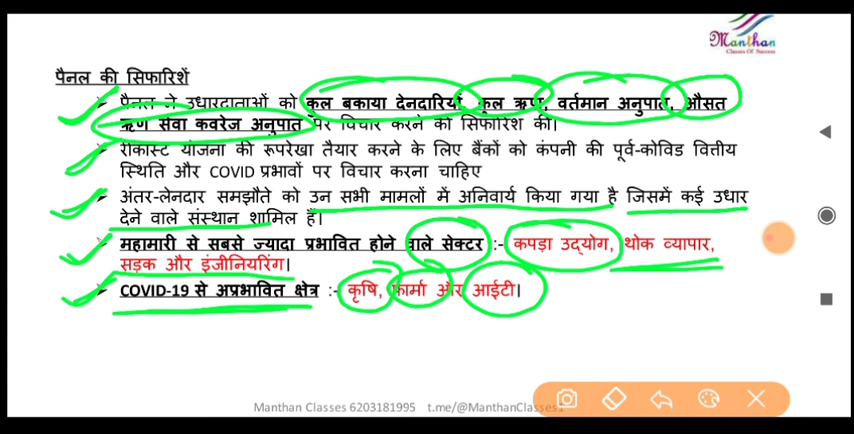 Manthan
Classes Of Success
पैनल की सिफारिशें
➤ पैनल ने उधारदाताओं को कुल बकाया देनदारियों, कुल ऋण, वर्तमान अनुपात, औसत
ऋण सेवा कवरेज अनुपात पर विचार करने की सिफारिश की।
➤ रीकास्ट योजना की रूपरेखा तैयार करने के लिए बैंकों को कंपनी की पूर्व-कोविड वित्तीय
स्थिति और COVID प्रभावों पर विचार करना चाहिए
➤ अंतर-लेनदार समझौते को उन सभी मामलों में अनिवार्य किया गया है जिसमें कई उधार
देने वाले संस्थान शामिल हैं।
➤ महामारी से सबसे ज्यादा प्रभावित होने वाले सेक्टर :- कपड़ा उद्योग, थोक व्यापार,
सड़क और इंजीनियरिंग।
➤ COVID-19 से अप्रभावित क्षेत्र :- कृषि, फार्मा और आईटी।
Manthan Classes 6203181995 t.me/@ManthanClasses1